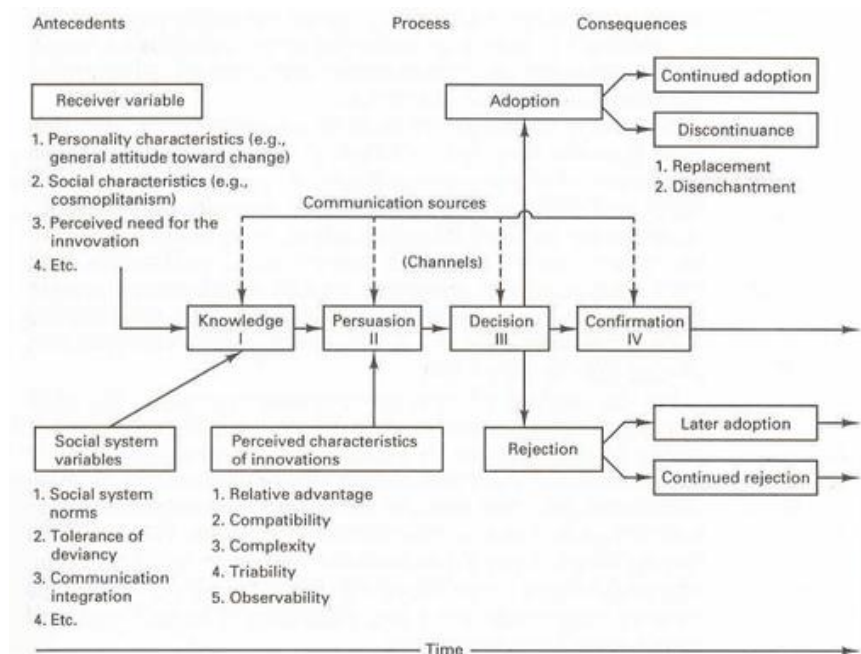 Antecedents
Process
Consequences
Receiver variable
1. Personality characteristics (e.g.,
general attitude toward change)
2. Social characteristics (e.g.,
cosmoplitanism)
3. Perceived need for the
innvovation
4. Etc.
Adoption
Continued adoption
Discontinuance
1. Replacement
2. Disenchantment
Communication sources
(Channels)
Knowledge
I
Persuasion
II
Decision
III
Confirmation
IV
Social system
variables
1. Social system
norms
2. Tolerance of
deviancy
3. Communication
integration
4. Etc.
Perceived characteristics
of innovations
1. Relative advantage
2. Compatibility
3. Complexity
4. Triability
5. Observability
Rejection
Later adoption
Continued rejection
Time